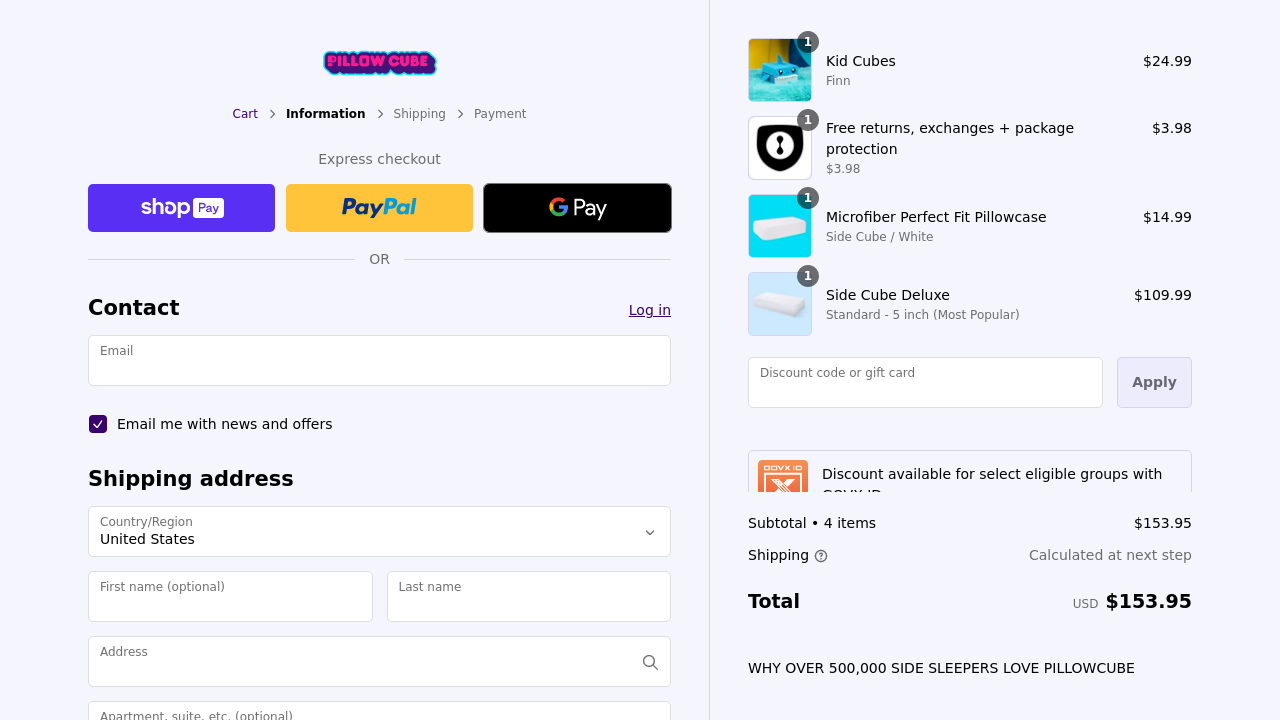 PILLOW CUBE
Cart
Information
Shipping
Payment
Express checkout
shop Pay
PayPal
G Pay
OR
Contact
Log in
Email
Email me with news and offers
Shipping address
Country/Region
United States
First name (optional)
Last name
Address
Apartment, suite, etc. (optional)
1
Kid Cubes
$24.99
Finn
1
Free returns, exchanges + package
protection
$3.98
$3.98
1
Microfiber Perfect Fit Pillowcase
$14.99
Side Cube / White
1
Side Cube Deluxe
$109.99
Standard - 5 inch (Most Popular)
Discount code or gift card
Apply
GOVX ID
Discount available for select eligible groups with
GOVX ID
Subtotal • 4 items
$153.95
Shipping
Calculated at next step
Total
USD $153.95
WHY OVER 500,000 SIDE SLEEPERS LOVE PILLOWCUBE